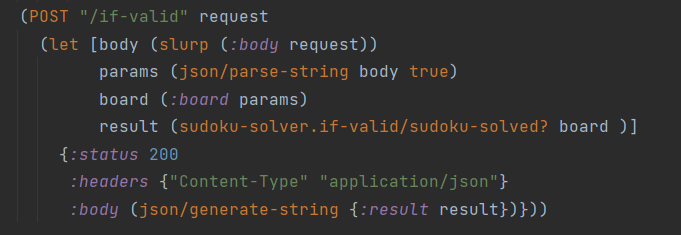 (POST "/if-valid" request
(let [body (slurp (:body request))
params (json/parse-string body true)
board (:board params)
result (sudoku-solver.if-valid/sudoku-solved? board )]
{:status 200
:headers {"Content-Type" "application/json"}
:body (json/generate-string {:result result})}))